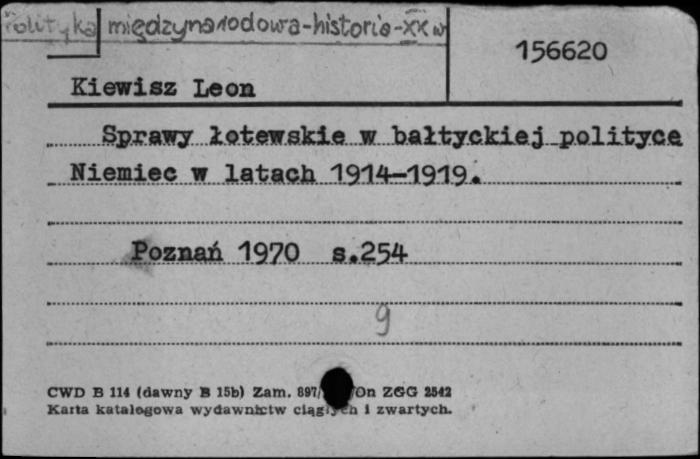 Polityka międzynarodowa-historia-XX w
156620
Kiewisz Leon
Sprawy łotewskie w bałtyckiej polityce
Niemiec w latach 1914-1919.
Poznań 1970 s.254
9
CWD B 114 (dawny B 15b) Zam. 897/ /On ZGG 2542
Karta katalogowa wydawnictw ciągłych i zwartych.